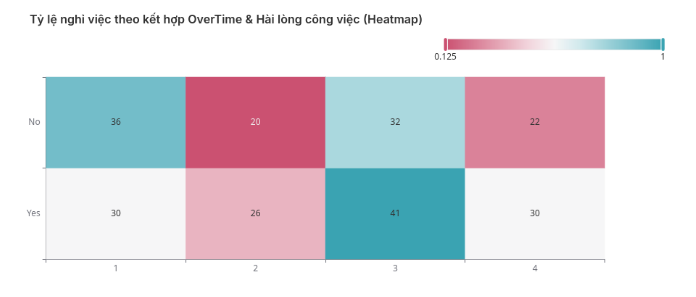 Tỷ lệ nghỉ việc theo kết hợp OverTime & Hài lòng công việc (Heatmap)
0.125 1
No 36 20 32 22
Yes 30 26 41 30
1 2 3 4